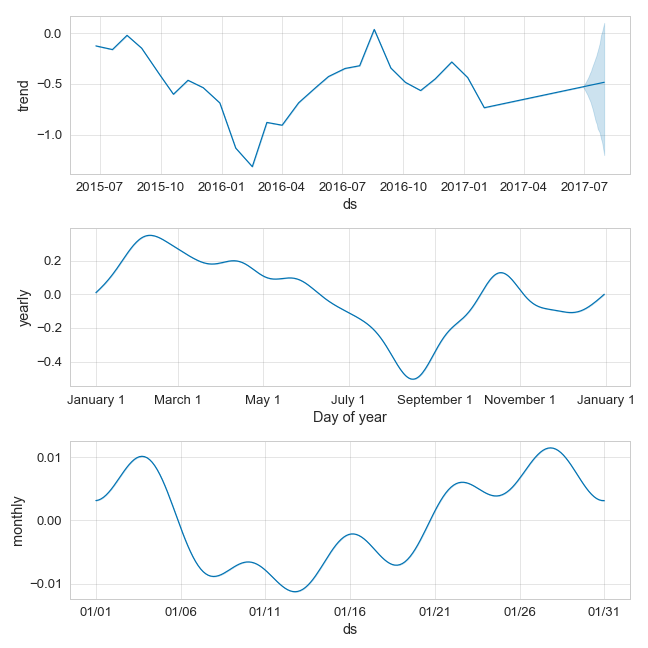 0.0
−0.5
−1.0
trend
2015-07 2015-10 2016-01 2016-04 2016-07 2016-10 2017-01 2017-04 2017-07
ds
0.2
0.0
−0.2
−0.4
yearly
January 1 March 1 May 1 July 1 September 1 November 1 January 1
Day of year
0.01
0.00
−0.01
monthly
01/01 01/06 01/11 01/16 01/21 01/26 01/31
ds